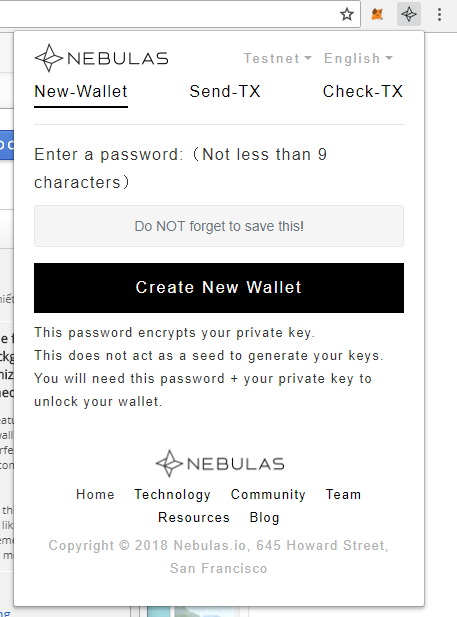 NEBULAS
Testnet English
New-Wallet Send-TX Check-TX
Enter a password:（Not less than 9
characters）
Do NOT forget to save this!
Create New Wallet
This password encrypts your private key.
This does not act as a seed to generate your keys.
You will need this password + your private key to
unlock your wallet.
NEBULAS
Home Technology Community Team
Resources Blog
Copyright © 2018 Nebulas.io, 645 Howard Street,
San Francisco